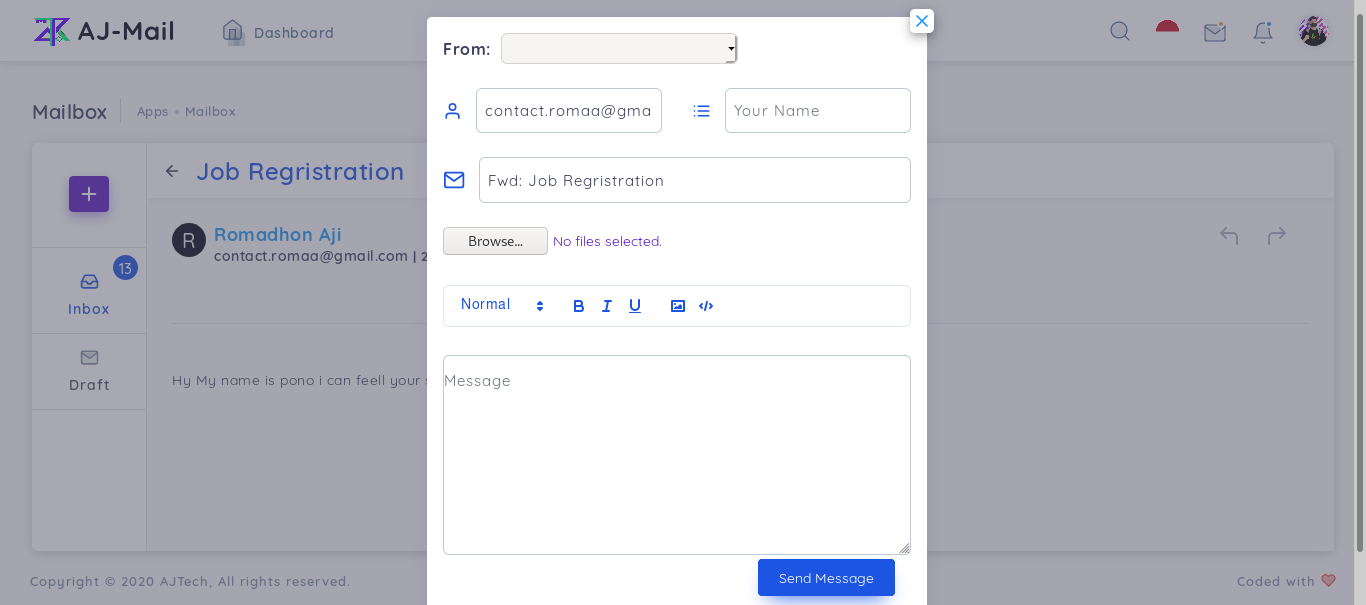 AJ-Mail
Dashboard
From:
Mailbox
Apps
Mailbox
contact.romaa@gma
Your Name
Job Regristration
Fwd: Job Regristration
R
Romadhon Aji
contact.romaa@gmail.com | 2
Browse...
No files selected.
13
Inbox
Normal
B I U
Draft
Hy My name is pono i can feell your
Message
Send Message
Copyright © 2020 AJTech, All rights reserved.
Coded with